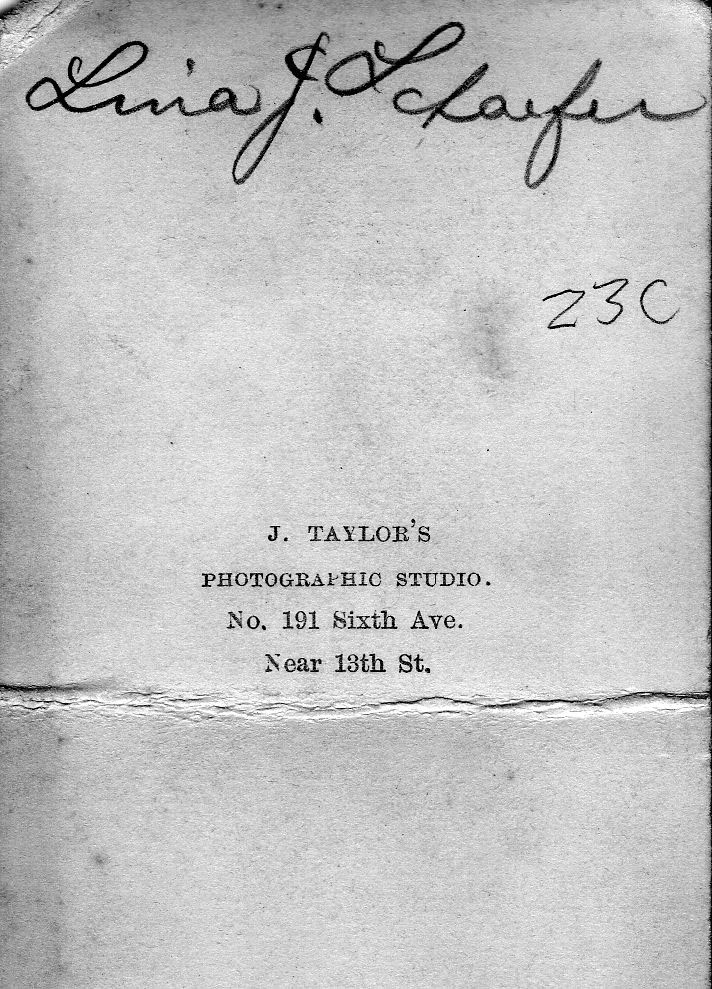 Lina J. Schaefer
23C
J. TAYLOR'S
PHOTOGRAPHIC STUDIO.
No. 191 Sixth Ave.
Near 13th St.